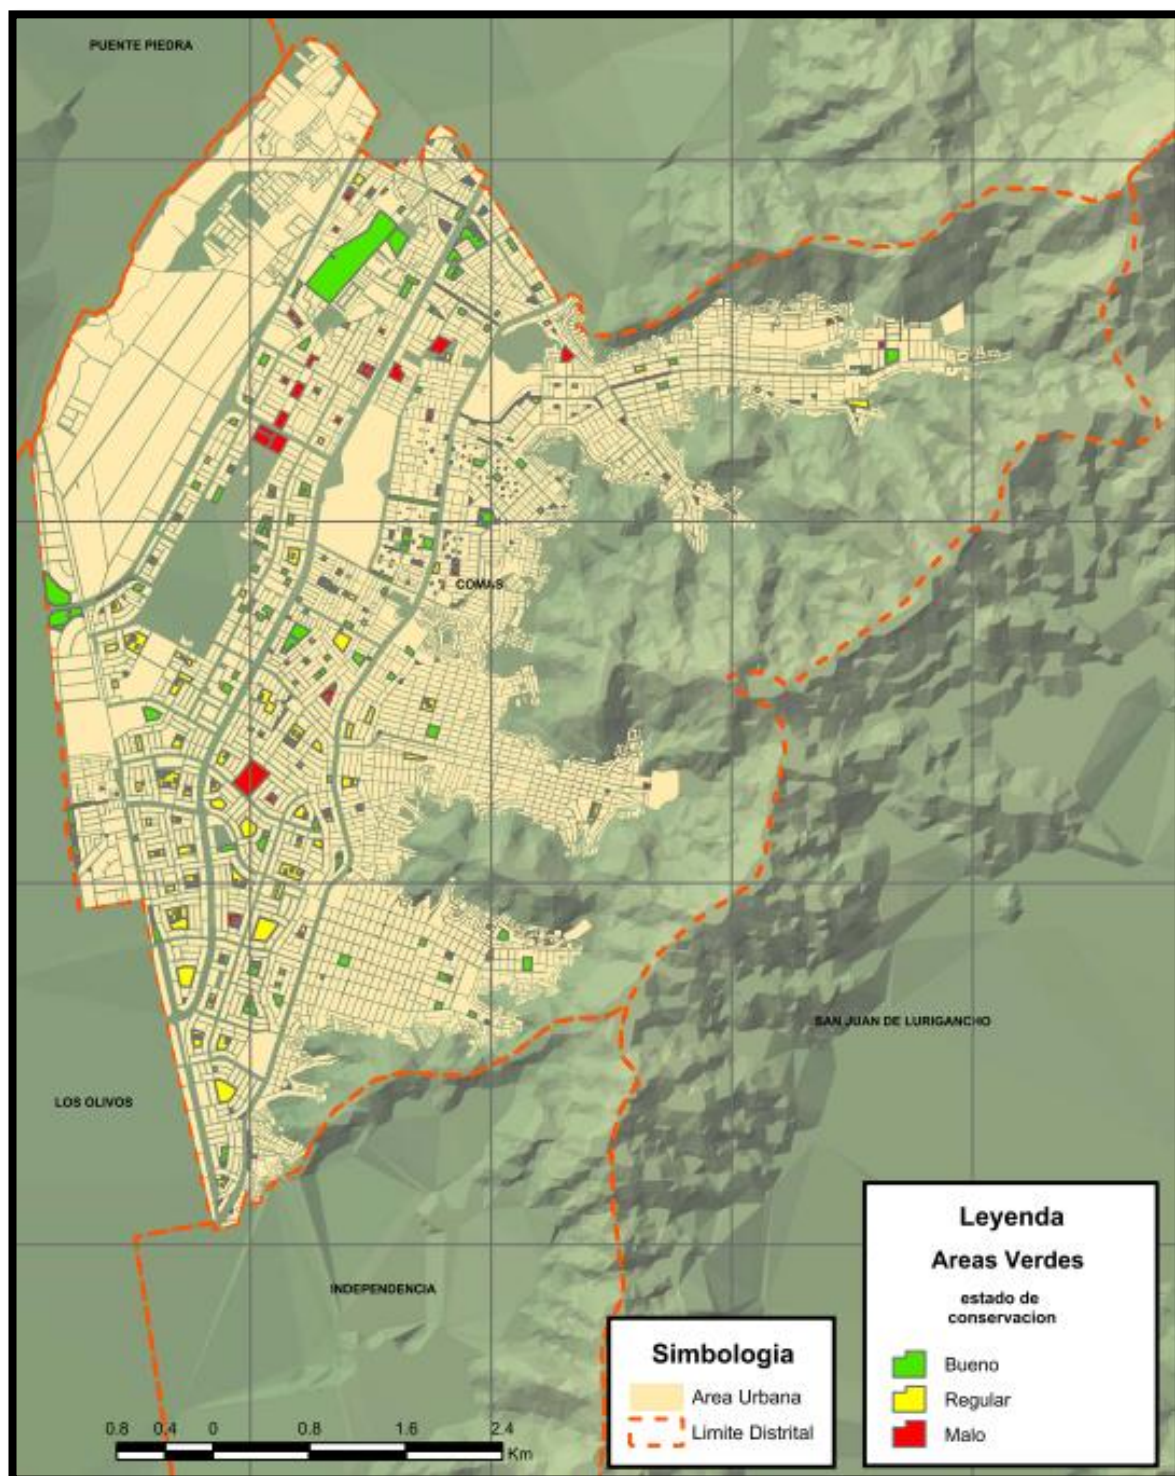 PUENTE PIEDRA
COMAS
SAN JUAN DE LURIGANCHO
LOS OLIVOS
INDEPENDENCIA
Leyenda
Areas Verdes
estado de
conservacion
Bueno
Regular
Malo
Simbologia
Area Urbana
Limite Distrital
0.8 0.4 0 0.8 1.6 2.4
Km